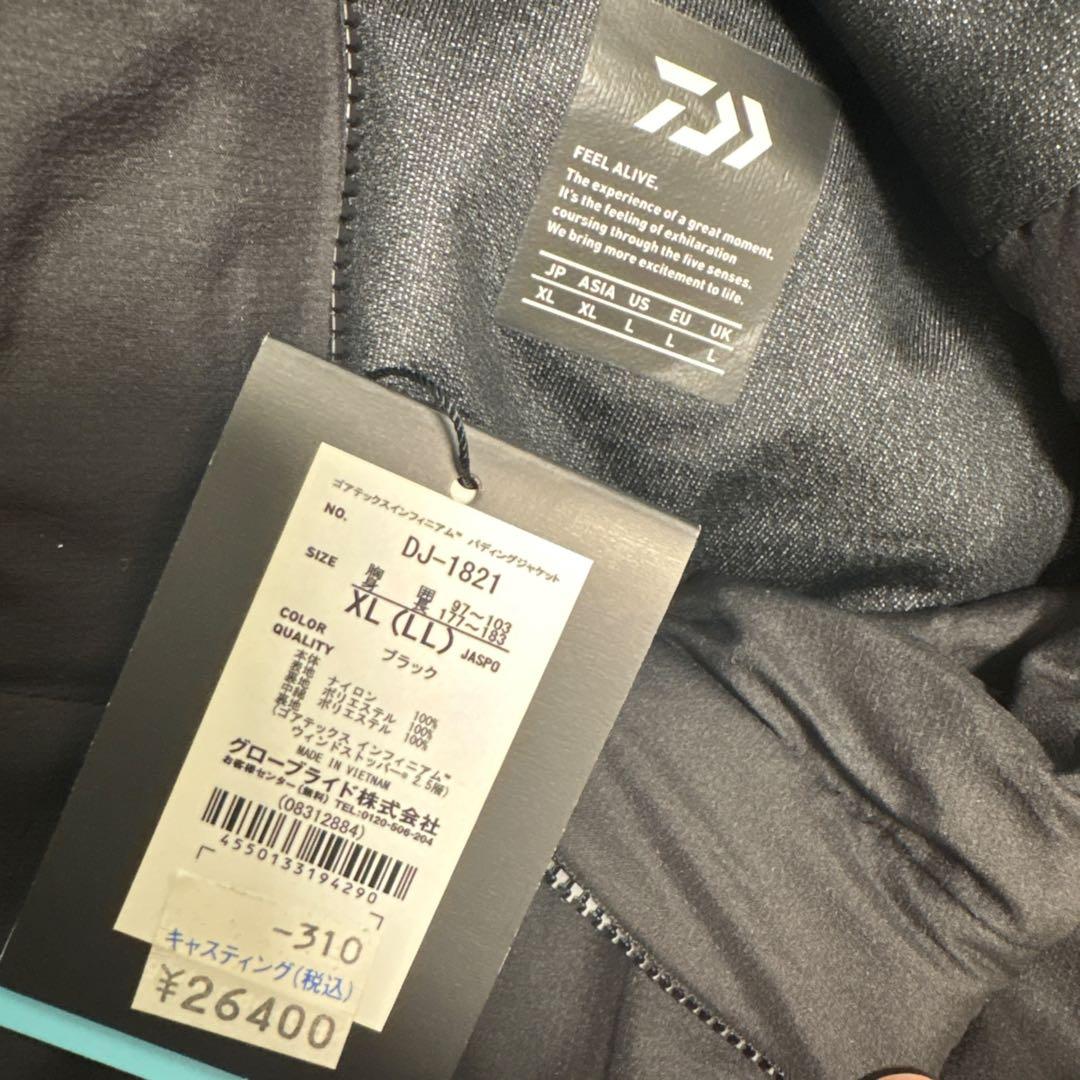 FEEL ALIVE.
The experience of a great moment.
It's the feeling of exhilaration
coursing through the five senses.
We bring more excitement to life.
JP ASIA US EU UK
XL XL L L L
ゴアテックスインフィニアム™ パディングジャケット
NO. DJ-1821
SIZE 胸囲 97～103
身長 177～183
XL(LL) JASPO
COLOR ブラック
QUALITY
本体
表地 ナイロン 100%
裏地 ポリエステル 100%
中綿 ポリエステル 100%
表地
(ゴアテックス インフィニアム™
ウィンドストッパー® 2.5層)
MADE IN VIETNAM
グローブライド株式会社
お客様センター(無料) TEL:0120-506-204
(08312884)
4550133194290
-310
キャスティング(税込)
¥26400